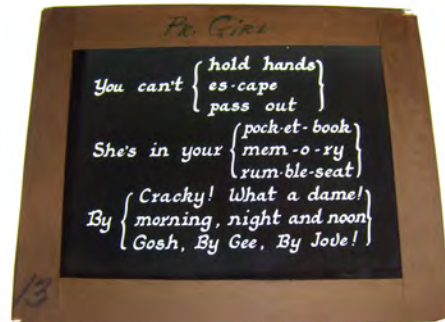 Pr. Girl
hold hands
You can't es-cape
pass out
pock-et-book
She's in your mem-o-ry
rum-ble-seat
Cracky! What a dame!
By morning, night and noon
Gosh, By Gee, By Jove!
13